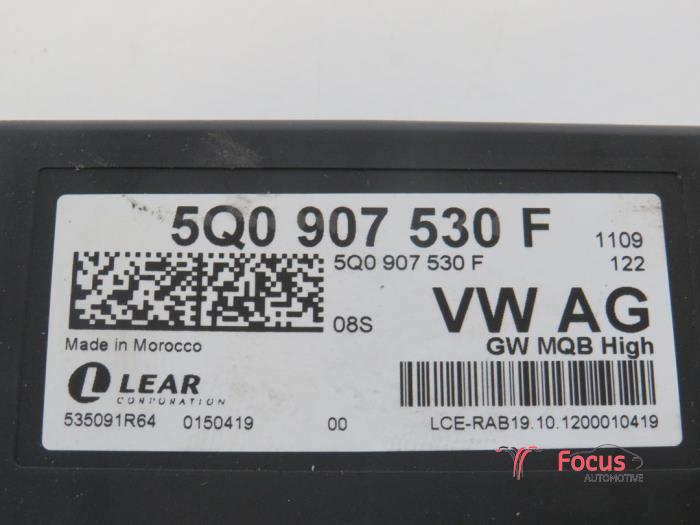 5Q0 907 530 F
1109
5Q0 907 530 F
122
08S
VW AG
Made in Morocco
GW MQB High
LEAR
CORPORATION
535091R64 0150419 00 LCE-RAB19.10.1200010419
Focus
AUTOMOTIVE